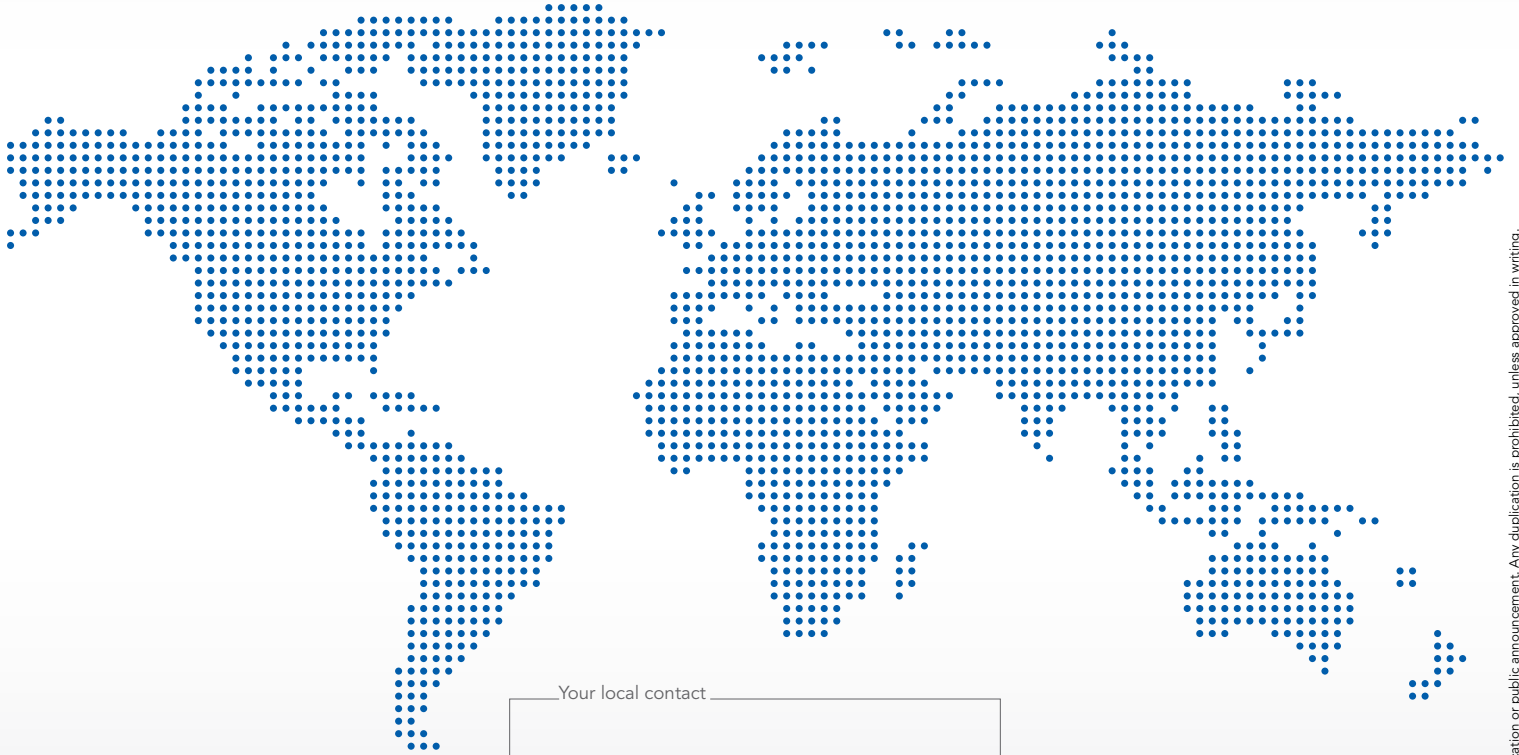 Your local contact
ation or public announcement. Any duplication is prohibited, unless approved in writing.